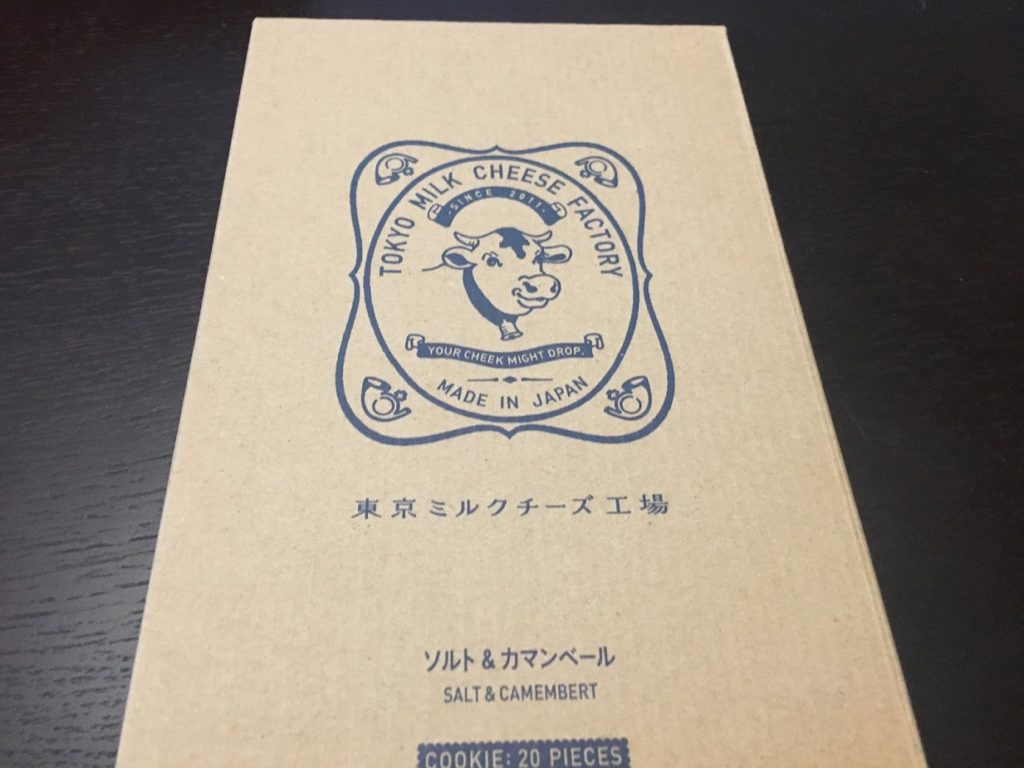 TOKYO MILK CHEESE FACTORY
-SINCE 2011-
YOUR CHEEK MIGHT DROP.
MADE IN JAPAN
東京ミルクチーズ工場
ソルト&カマンベール
SALT & CAMEMBERT
COOKIE: 20 PIECES